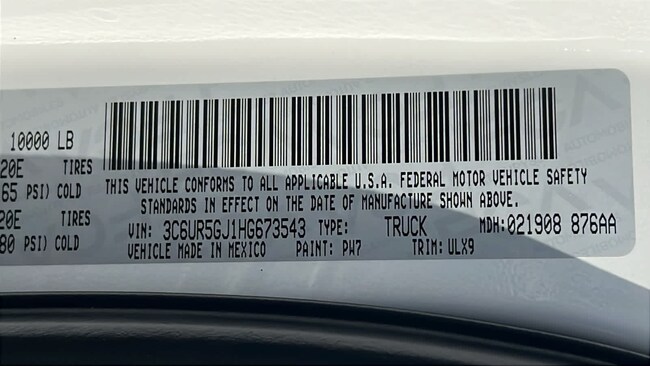 10000 LB
20E TIRES
65 PSI) COLD
20E TIRES
80 PSI) COLD
THIS VEHICLE CONFORMS TO ALL APPLICABLE U.S.A. FEDERAL MOTOR VEHICLE SAFETY
STANDARDS IN EFFECT ON THE DATE OF MANUFACTURE SHOWN ABOVE.
VIN: 3C6UR5GJ1HG673543 TYPE: TRUCK MDH:021908 876AA
VEHICLE MADE IN MEXICO PAINT: PW7 TRIM: ULX9